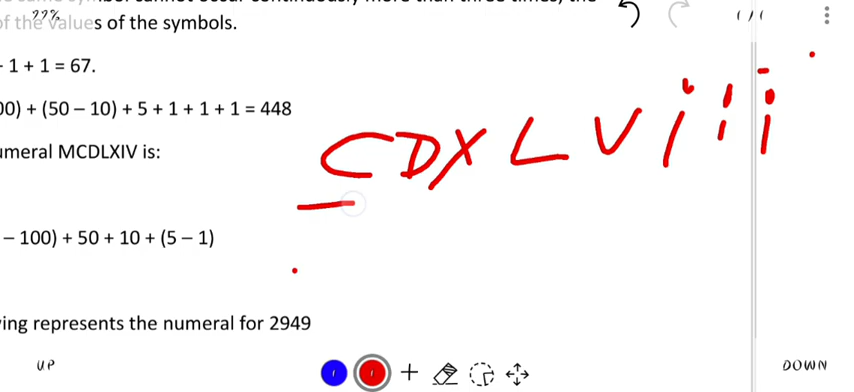 of the values of the symbols.
- 1 + 1 = 67.
00) + (50 – 10) + 5 + 1 + 1 + 1 = 448
CDXLViii
umeral MCDLXIV is:
– 100) + 50 + 10 + (5 – 1)
ing represents the numeral for 2949
UP
DOWN